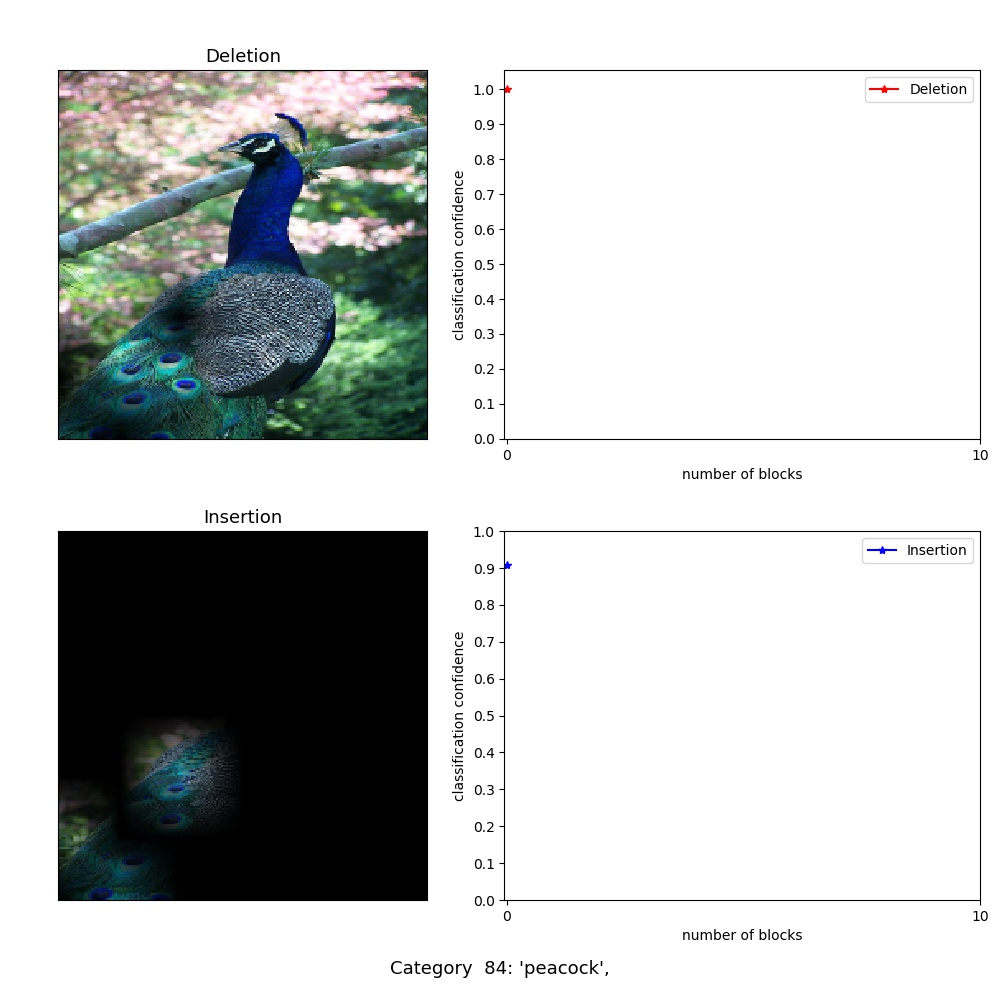 Deletion
1.0
0.9
0.8
0.7
0.6
0.5
0.4
0.3
0.2
0.1
0.0
classification confidence
Deletion
0 10
number of blocks
Insertion
1.0
0.9
0.8
0.7
0.6
0.5
0.4
0.3
0.2
0.1
0.0
classification confidence
Insertion
0 10
number of blocks
Category 84: 'peacock',